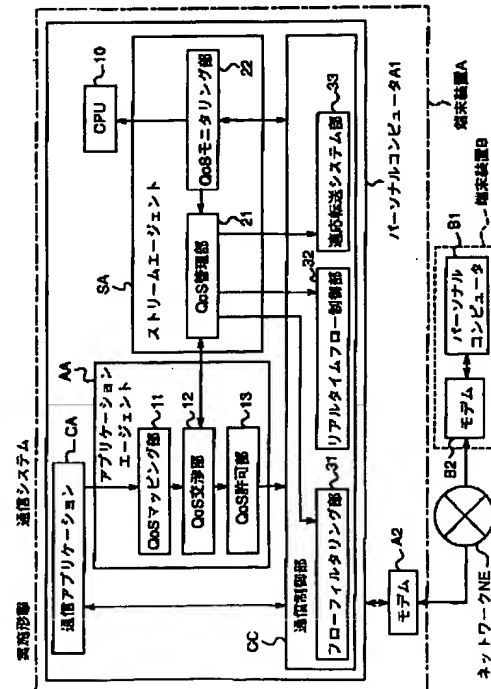 実施形態
通信システム
通信アプリケーション
CA
アプリケーション
エージェント
AA
QoSマッピング部
11
QoS交渉部
12
QoS許可部
13
ストリームエージェント
SA
CPU
10
QoSモニタリング部
22
QoS管理部
21
通信制御部
CC
フローフィルタリング部
31
リアルタイムフロー制御部
32
適応転送システム部
33
パーソナルコンピュータA1
端末装置A
モデム
A2
ネットワークNE
モデム
B2
パーソナル
コンピュータ
B1
端末装置B